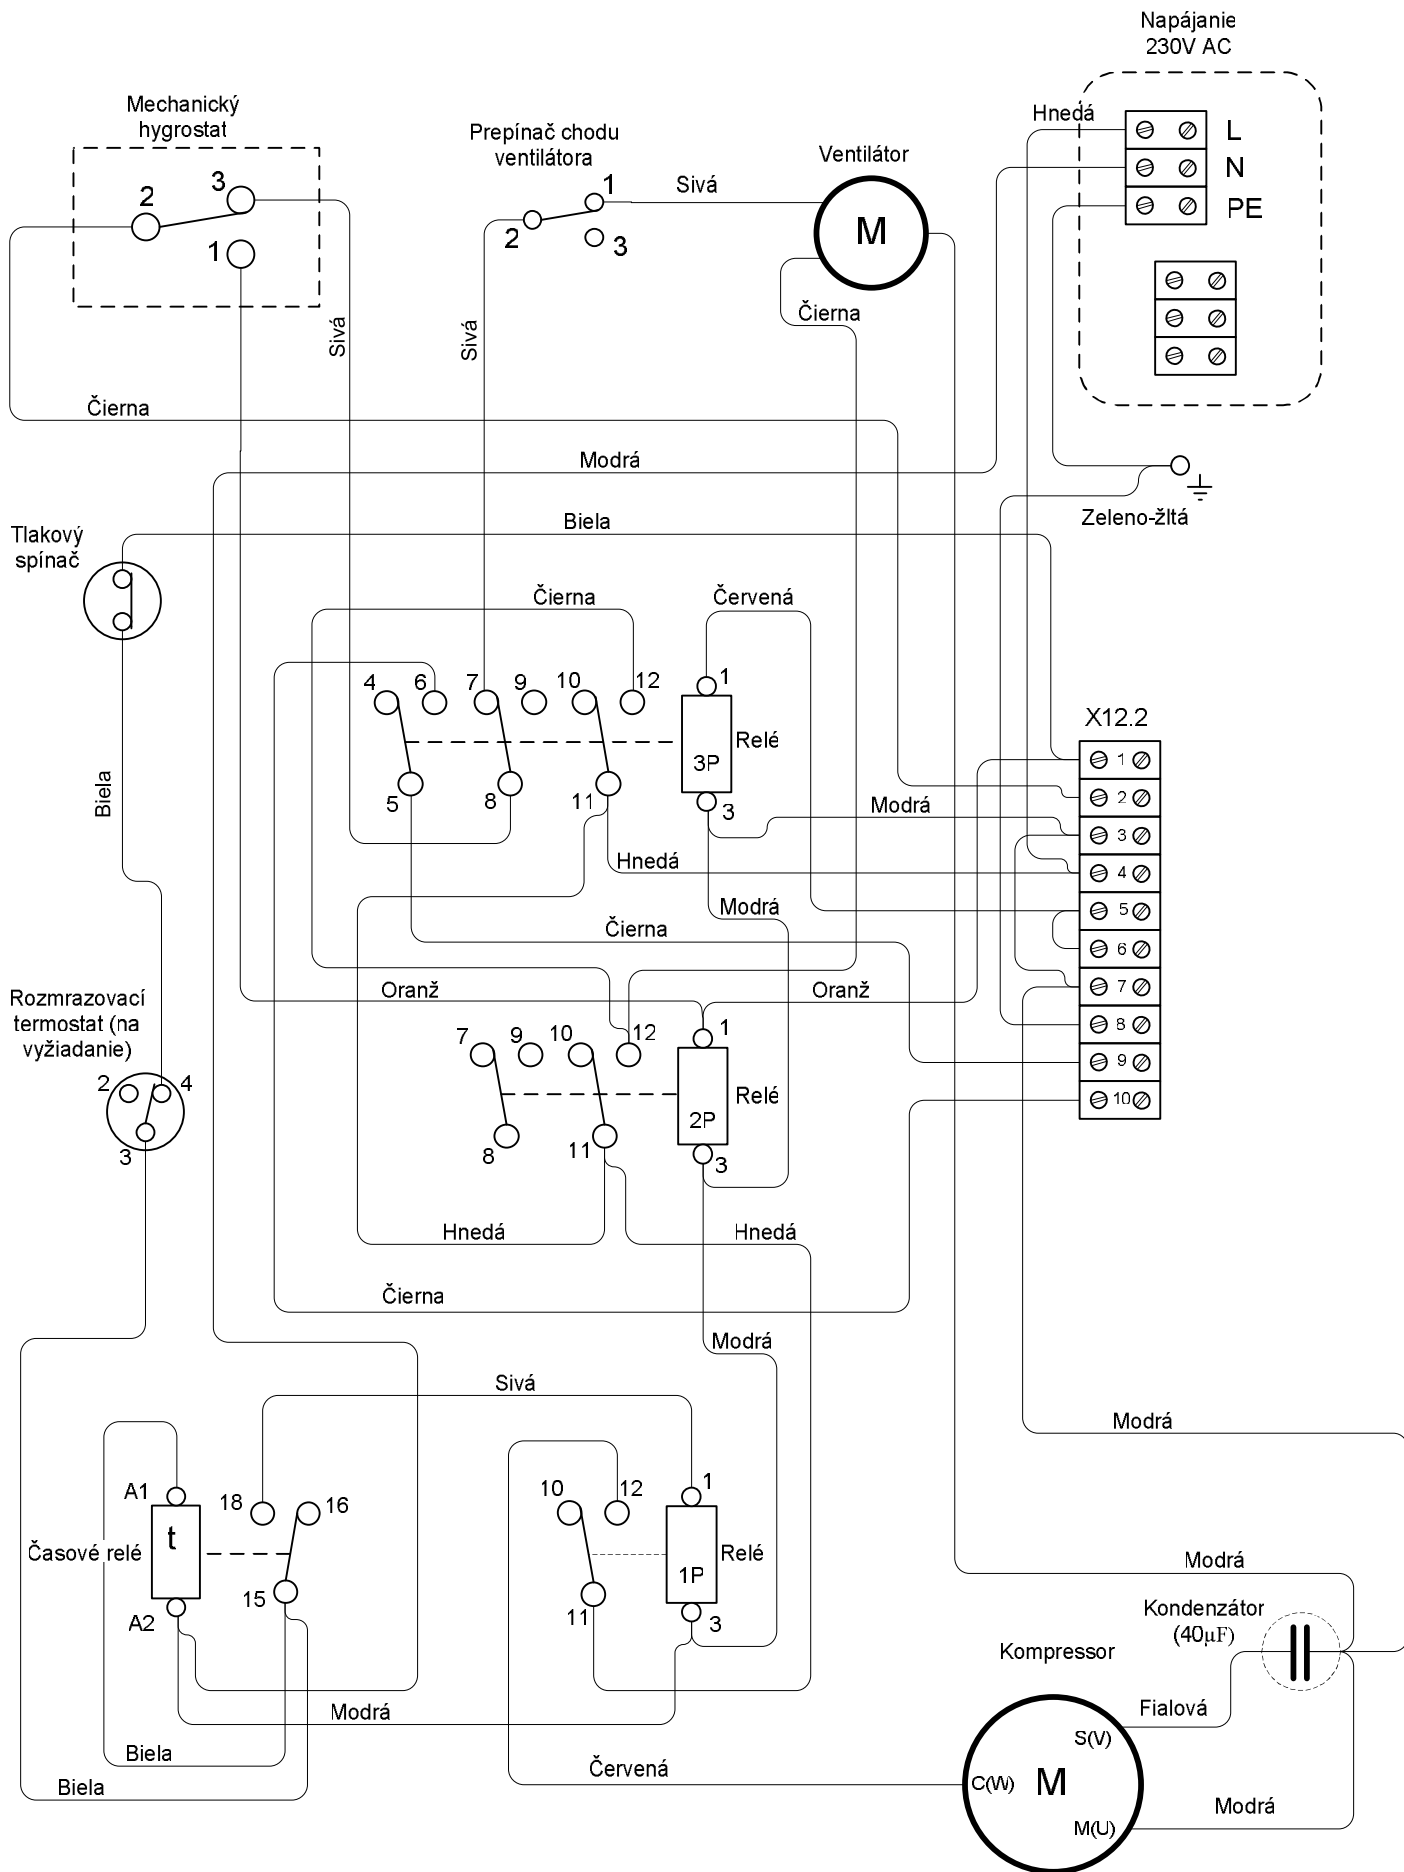 Napájanie
230V AC
Hnedá
L
N
PE
Mechanický
hygrostat
2
3
1
Prepínač chodu
ventilátora
1
2
3
Sivá
Ventilátor
M
Čierna
Sivá
Sivá
Čierna
Modrá
Zeleno-žltá
Biela
Tlakový
spínač
Čierna
Červená
4
6
7
9
10
12
1
Relé
3P
5
8
11
3
Modrá
Hnedá
Modrá
Čierna
Biela
X12.2
1
2
3
4
5
6
7
8
9
10
Oranž
Oranž
Rozmrazovací
termostat (na
vyžiadanie)
2
4
3
7
9
10
12
1
Relé
2P
8
11
3
Hnedá
Hnedá
Čierna
Modrá
Sivá
Modrá
A1
18
16
t
Časové relé
15
A2
10
12
1
Relé
1P
11
3
Modrá
Biela
Biela
Červená
Modrá
Kondenzátor
(40µF)
Kompressor
Fialová
S(V)
C(W)
M
M(U)
Modrá